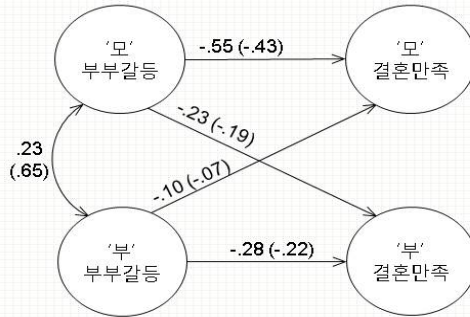 '모'
부부갈등
-.55 (-.43)
'모'
결혼만족
-.23 (-.19)
.23
(.65)
-.10 (-.07)
'부'
부부갈등
-.28 (-.22)
'부'
결혼만족